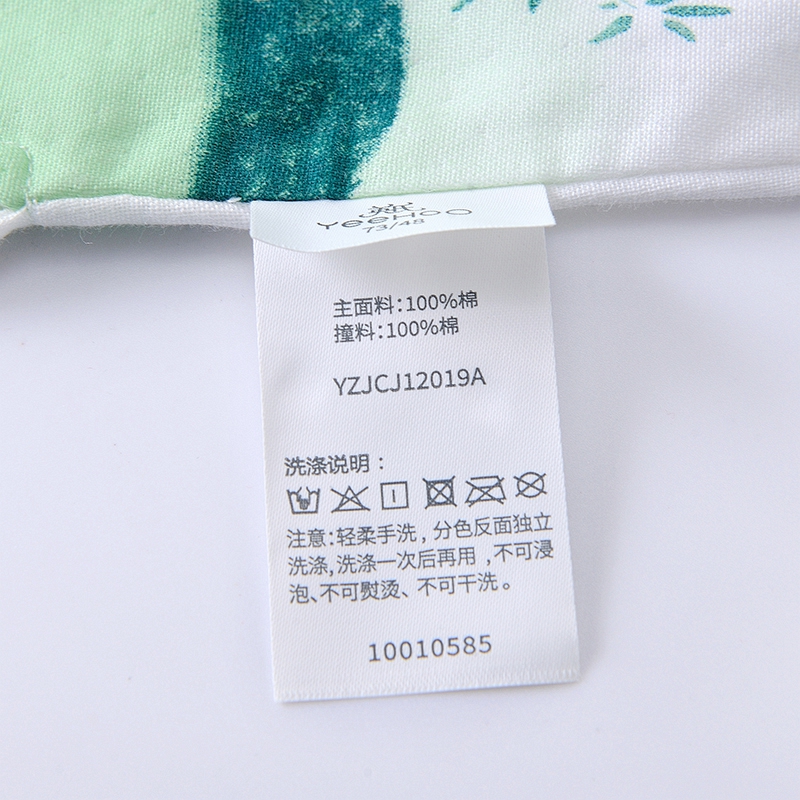 YeeHoO
73/48
主面料:100%棉
撞料:100%棉
YZJCJ12019A
洗涤说明：
注意:轻柔手洗，分色反面独立
洗涤,洗涤一次后再用，不可浸
泡、不可熨烫、不可干洗。
10010585